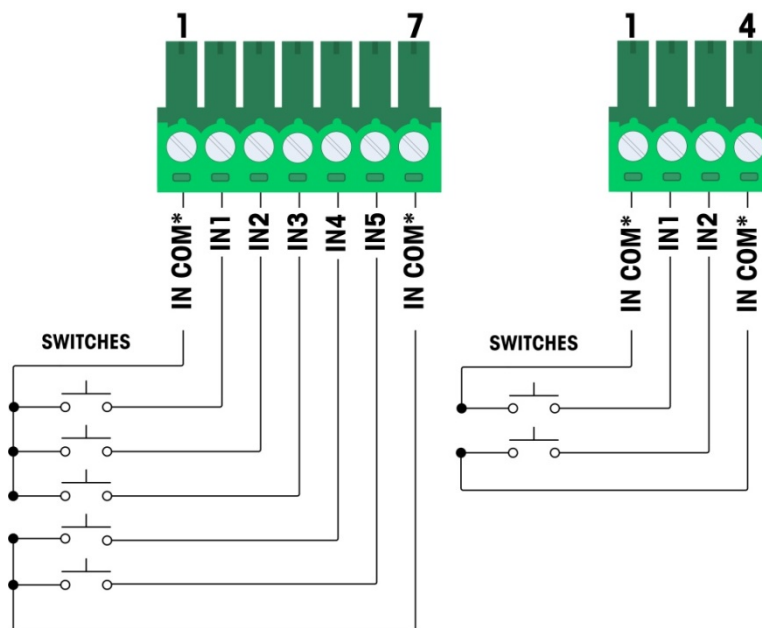 1 7
IN COM*
IN1
IN2
IN3
IN4
IN5
IN COM*
SWITCHES
1 4
IN COM*
IN1
IN2
IN COM*
SWITCHES